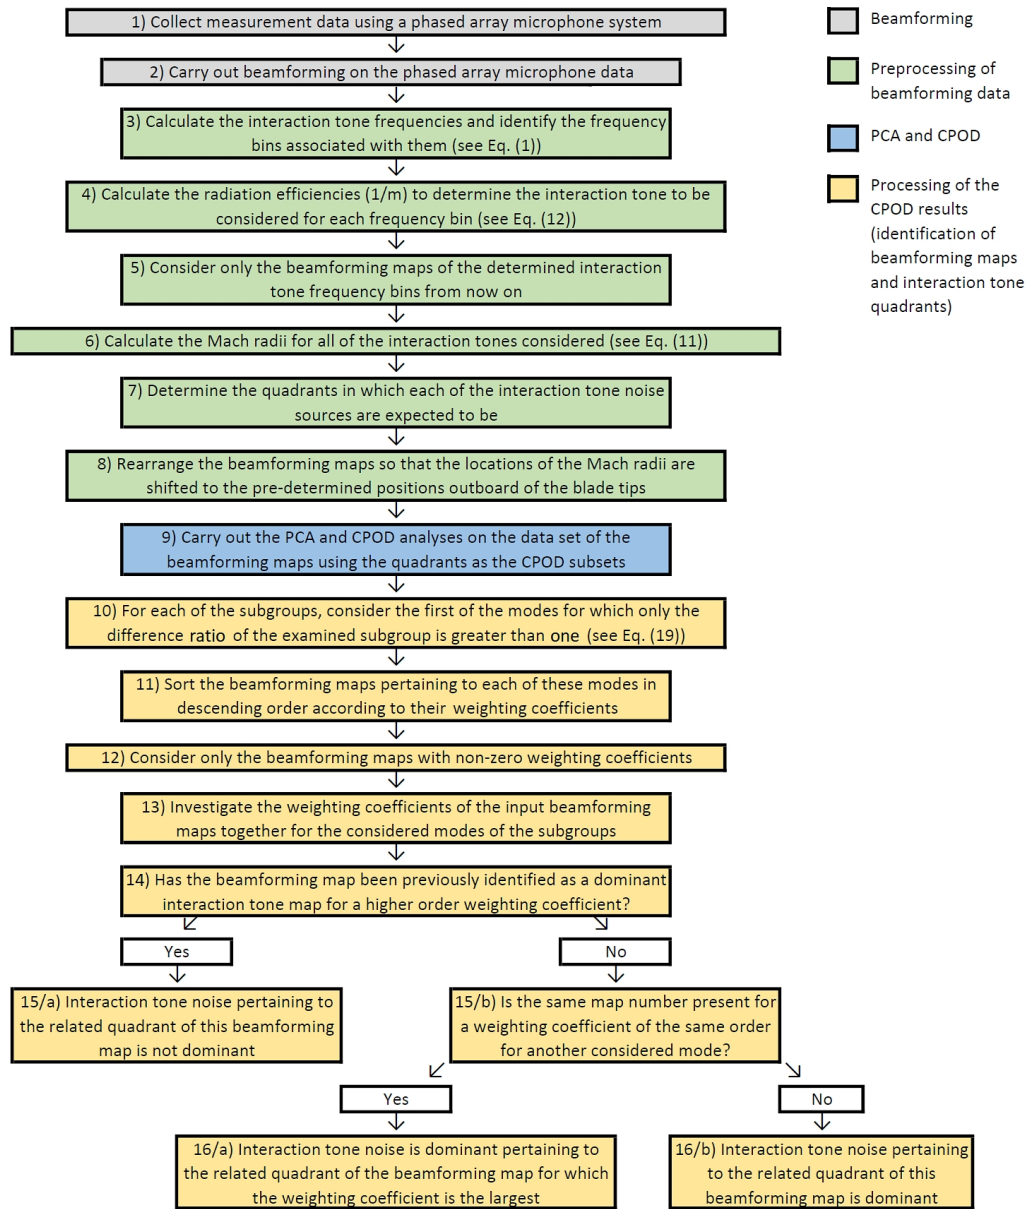 1) Collect measurement data using a phased array microphone system
2) Carry out beamforming on the phased array microphone data
3) Calculate the interaction tone frequencies and identify the frequency
bins associated with them (see Eq. (1))
4) Calculate the radiation efficiencies (1/m) to determine the interaction tone to be
considered for each frequency bin (see Eq. (12))
5) Consider only the beamforming maps of the determined interaction
tone frequency bins from now on
6) Calculate the Mach radii for all of the interaction tones considered (see Eq. (11))
7) Determine the quadrants in which each of the interaction tone noise
sources are expected to be
8) Rearrange the beamforming maps so that the locations of the Mach radii are
shifted to the pre-determined positions outboard of the blade tips
9) Carry out the PCA and CPOD analyses on the data set of the
beamforming maps using the quadrants as the CPOD subsets
10) For each of the subgroups, consider the first of the modes for which only the
difference ratio of the examined subgroup is greater than one (see Eq. (19))
11) Sort the beamforming maps pertaining to each of these modes in
descending order according to their weighting coefficients
12) Consider only the beamforming maps with non-zero weighting coefficients
13) Investigate the weighting coefficients of the input beamforming
maps together for the considered modes of the subgroups
14) Has the beamforming map been previously identified as a dominant
interaction tone map for a higher order weighting coefficient?
Yes
No
15/a) Interaction tone noise pertaining to
the related quadrant of this beamforming
map is not dominant
15/b) Is the same map number present for
a weighting coefficient of the same order
for another considered mode?
Yes
No
16/a) Interaction tone noise is dominant pertaining to
the related quadrant of the beamforming map for which
the weighting coefficient is the largest
16/b) Interaction tone noise pertaining
to the related quadrant of this
beamforming map is dominant
Beamforming
Preprocessing of
beamforming data
PCA and CPOD
Processing of the
CPOD results
(identification of
beamforming maps
and interaction tone
quadrants)